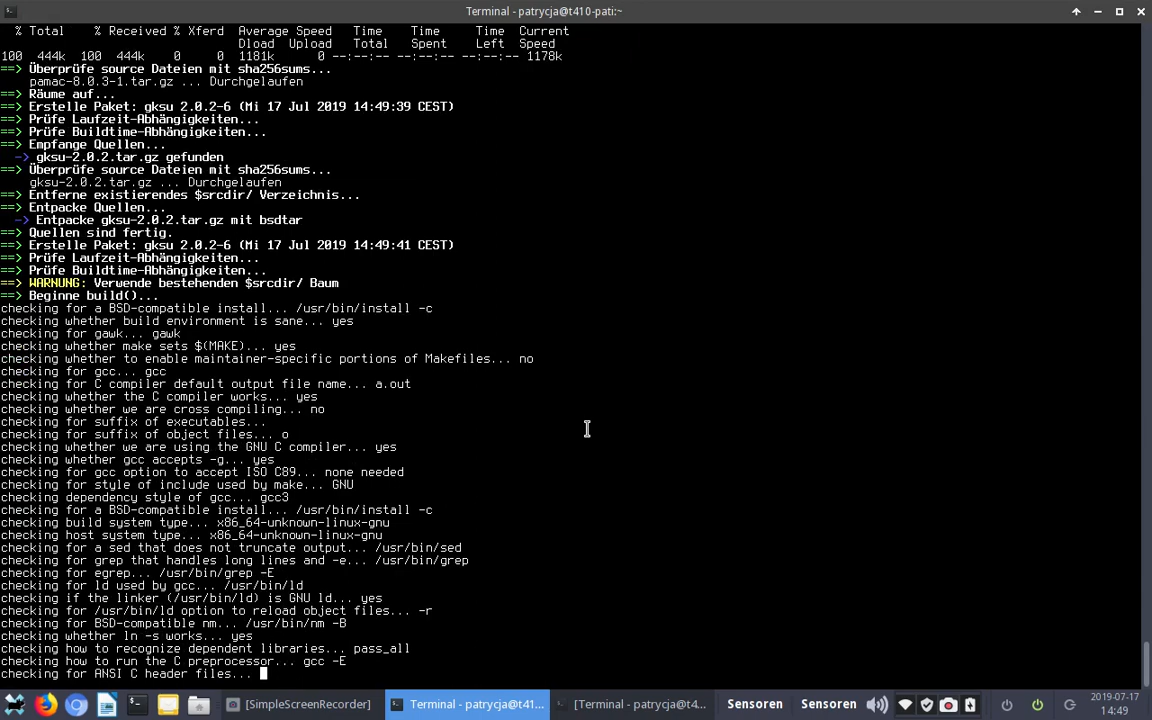 Terminal - patrycja@t410-pati:~
% Total % Received % Xferd Average Speed Time Time Time Current
Dload Upload Total Spent Left Speed
100 444k 100 444k 0 0 1181k 0 --:--:-- --:--:-- --:--:-- 1178k
==> Überprüfe source Dateien mit sha256sums...
pamac-8.0.3-1.tar.gz ... Durchgelaufen
==> Räume auf...
==> Erstelle Paket: gksu 2.0.2-6 (Mi 17 Jul 2019 14:49:39 CEST)
==> Prüfe Laufzeit-Abhängigkeiten...
==> Prüfe Buildtime-Abhängigkeiten...
==> Empfange Quellen...
-> gksu-2.0.2.tar.gz gefunden
==> Überprüfe source Dateien mit sha256sums...
gksu-2.0.2.tar.gz ... Durchgelaufen
==> Entferne existierendes $srcdir/ Verzeichnis...
==> Entpacke Quellen...
-> Entpacke gksu-2.0.2.tar.gz mit bsdtar
==> Quellen sind fertig.
==> Erstelle Paket: gksu 2.0.2-6 (Mi 17 Jul 2019 14:49:41 CEST)
==> Prüfe Laufzeit-Abhängigkeiten...
==> Prüfe Buildtime-Abhängigkeiten...
==> WARNUNG: Verwende bestehenden $srcdir/ Baum
==> Beginne build()...
checking for a BSD-compatible install... /usr/bin/install -c
checking whether build environment is sane... yes
checking for gawk... gawk
checking whether make sets $(MAKE)... yes
checking whether to enable maintainer-specific portions of Makefiles... no
checking for gcc... gcc
checking for C compiler default output file name... a.out
checking whether the C compiler works... yes
checking whether we are cross compiling... no
checking for suffix of executables...
checking for suffix of object files... o
checking whether we are using the GNU C compiler... yes
checking whether gcc accepts -g... yes
checking for gcc option to accept ISO C89... none needed
checking for style of include used by make... GNU
checking dependency style of gcc... gcc3
checking for a BSD-compatible install... /usr/bin/install -c
checking build system type... x86_64-unknown-linux-gnu
checking host system type... x86_64-unknown-linux-gnu
checking for a sed that does not truncate output... /usr/bin/sed
checking for grep that handles long lines and -e... /usr/bin/grep
checking for egrep... /usr/bin/grep -E
checking for ld used by gcc... /usr/bin/ld
checking if the linker (/usr/bin/ld) is GNU ld... yes
checking for /usr/bin/ld option to reload object files... -r
checking for BSD-compatible nm... /usr/bin/nm -B
checking whether ln -s works... yes
checking how to recognize dependent libraries... pass_all
checking how to run the C preprocessor... gcc -E
checking for ANSI C header files...
[SimpleScreenRecorder] Terminal - patrycja@t41... [Terminal - patrycja@t4... Sensoren Sensoren 2019-07-17
14:49